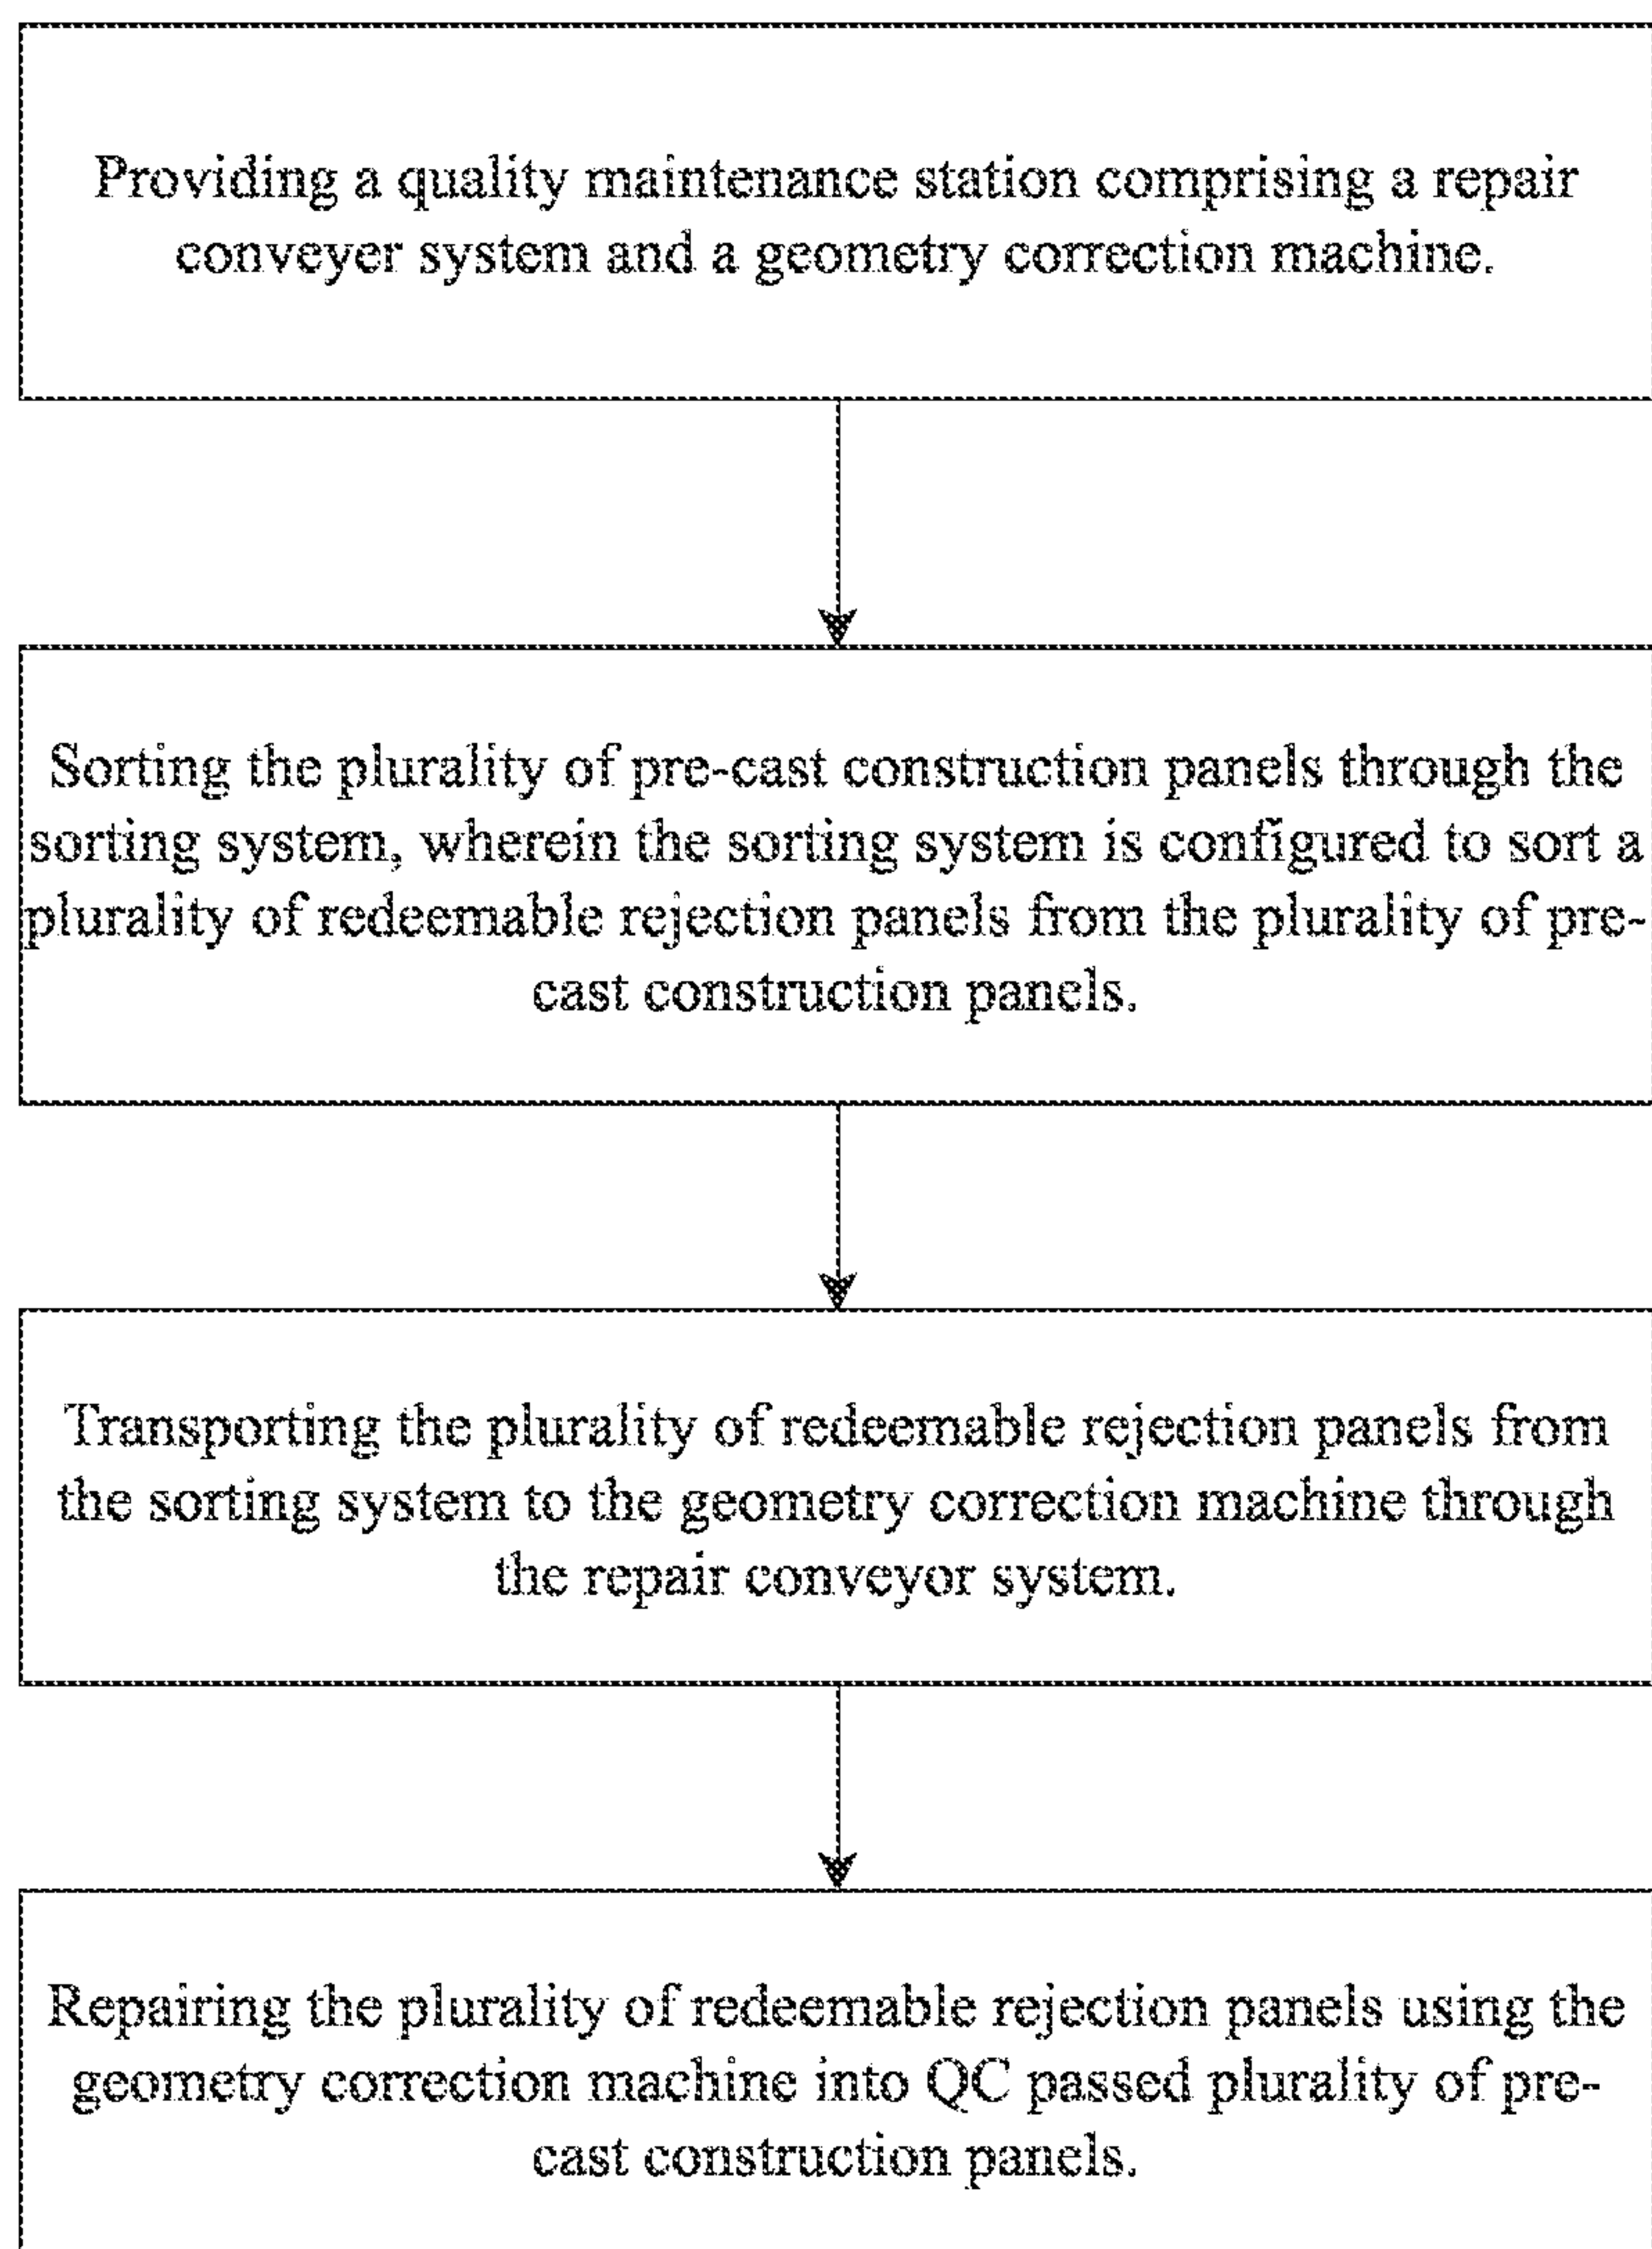 Providing a quality maintenance station comprising a repair
conveyer system and a geometry correction machine.
Sorting the plurality of pre-cast construction panels through the
sorting system, wherein the sorting system is configured to sort a
plurality of redeemable rejection panels from the plurality of pre-
cast construction panels.
Transporting the plurality of redeemable rejection panels from
the sorting system to the geometry correction machine through
the repair conveyor system.
Repairing the plurality of redeemable rejection panels using the
geometry correction machine into QC passed plurality of pre-
cast construction panels.